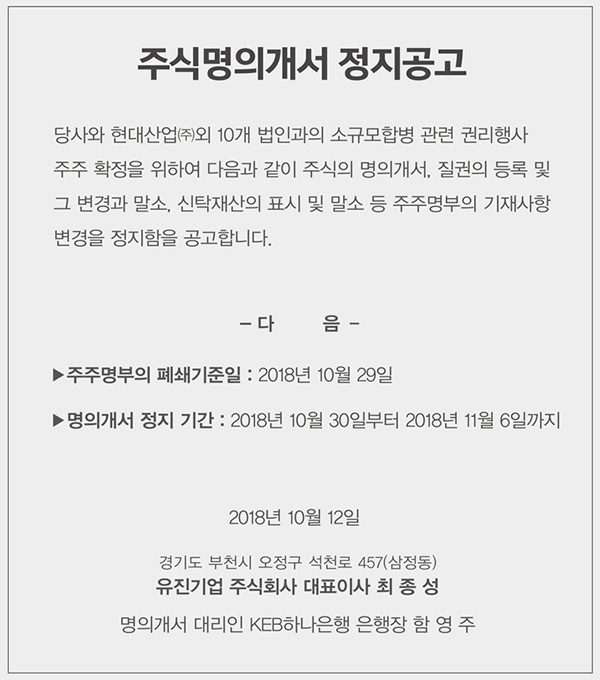 주식명의개서 정지공고
당사와 현대산업㈜외 10개 법인과의 소규모합병 관련 권리행사
주주 확정을 위하여 다음과 같이 주식의 명의개서, 질권의 등록 및
그 변경과 말소, 신탁재산의 표시 및 말소 등 주주명부의 기재사항
변경을 정지함을 공고합니다.
– 다 음 –
▶주주명부의 폐쇄기준일 : 2018년 10월 29일
▶명의개서 정지 기간 : 2018년 10월 30일부터 2018년 11월 6일까지
2018년 10월 12일
경기도 부천시 오정구 석천로 457(삼정동)
유진기업 주식회사 대표이사 최 종 성
명의개서 대리인 KEB하나은행 은행장 함 영 주